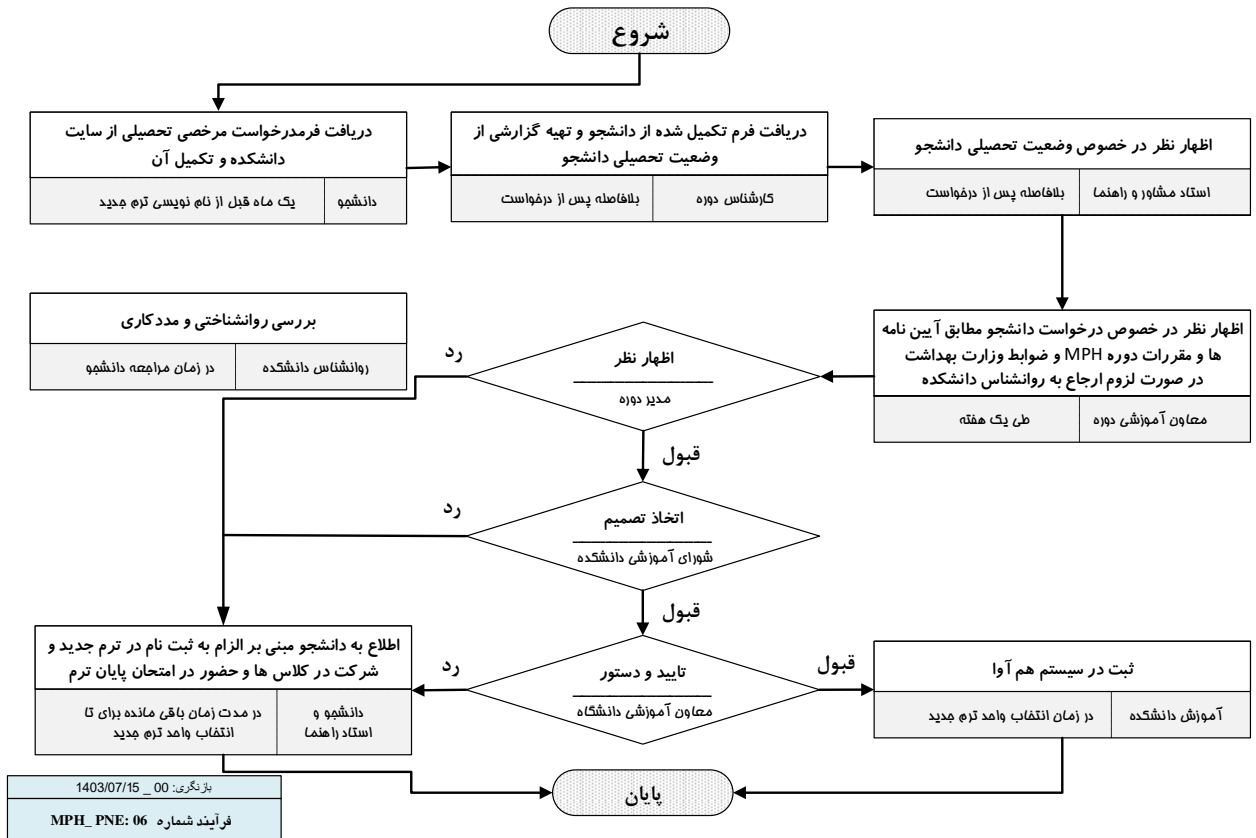 شروع
دریافت فرمدرخواست مرخصی تحصیلی از سایت
دانشکده و تکمیل آن
دانشجو
یک ماه قبل از نام نویسی ترم جدید
دریافت فرم تکمیل شده از دانشجو و تهیه گزارشی از
وضعیت تحصیلی دانشجو
کارشناس دوره
بلافاصله پس از درخواست
اظهار نظر در خصوص وضعیت تحصیلی دانشجو
استاد مشاور و راهنما
بلافاصله پس از درخواست
اظهار نظر در خصوص درخواست دانشجو مطابق آیین نامه
ها و مقررات دوره MPH و ضوابط وزارت بهداشت
در صورت لزوم ارجاع به روانشناس دانشکده
معاون آموزشی دوره
طی یک هفته
بررسی روانشناختی و مددکاری
روانشناس دانشکده
در زمان مراجعه دانشجو
اظهار نظر
مدیر دوره
رد
قبول
اتخاذ تصمیم
شورای آموزشی دانشکده
رد
قبول
تایید و دستور
معاون آموزشی دانشگاه
رد
قبول
اطلاع به دانشجو مبنی بر الزام به ثبت نام در ترم جدید و
شرکت در کلاس ها و حضور در امتحان پایان ترم
دانشجو و
استاد راهنما
در مدت زمان باقی مانده برای تا
انتخاب واحد ترم جدید
ثبت در سیستم هم آوا
آموزش دانشکده
در زمان انتخاب واحد ترم جدید
پایان
بازنگری: 00 _ 1403/07/15
فرآیند شماره MPH_ PNE: 06